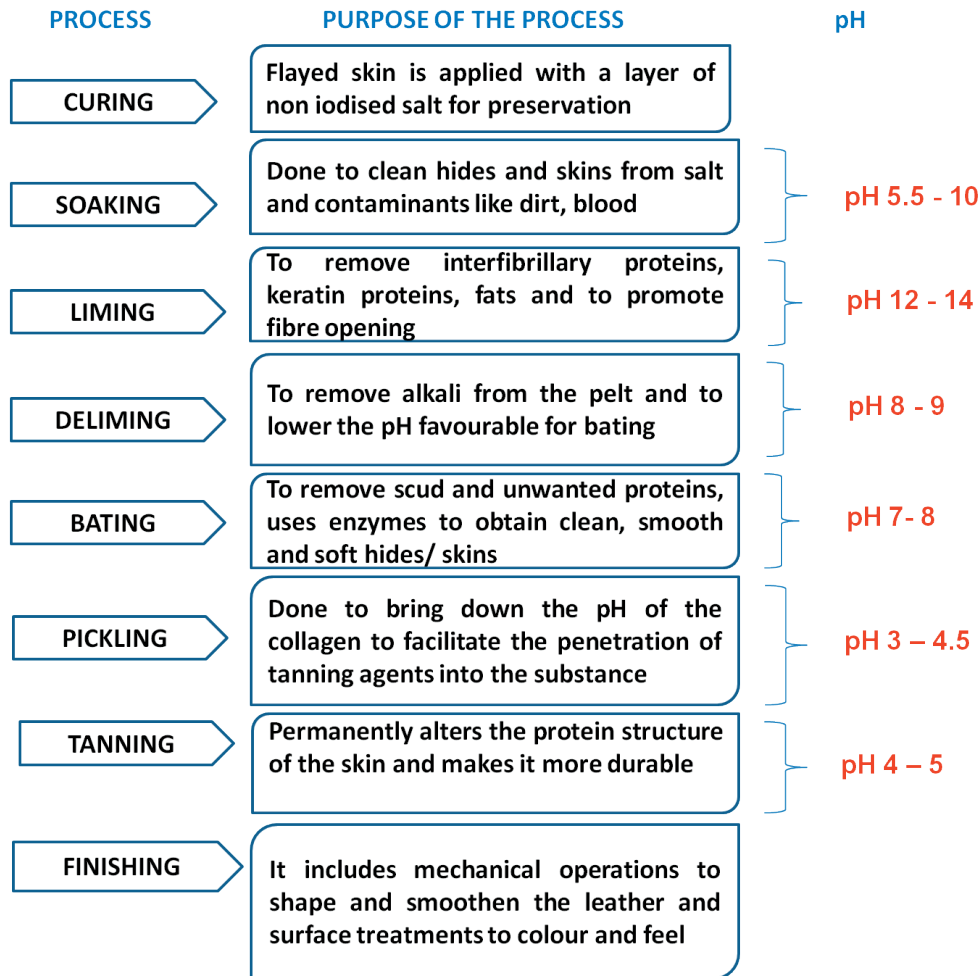 PROCESS PURPOSE OF THE PROCESS pH
CURING
Flayed skin is applied with a layer of
non iodised salt for preservation
SOAKING
Done to clean hides and skins from salt
and contaminants like dirt, blood
pH 5.5 - 10
LIMING
To remove interfibrillary proteins,
keratin proteins, fats and to promote
fibre opening
pH 12 - 14
DELIMING
To remove alkali from the pelt and to
lower the pH favourable for bating
pH 8 - 9
BATING
To remove scud and unwanted proteins,
uses enzymes to obtain clean, smooth
and soft hides/ skins
pH 7- 8
PICKLING
Done to bring down the pH of the
collagen to facilitate the penetration of
tanning agents into the substance
pH 3 – 4.5
TANNING
Permanently alters the protein structure
of the skin and makes it more durable
pH 4 – 5
FINISHING
It includes mechanical operations to
shape and smoothen the leather and
surface treatments to colour and feel